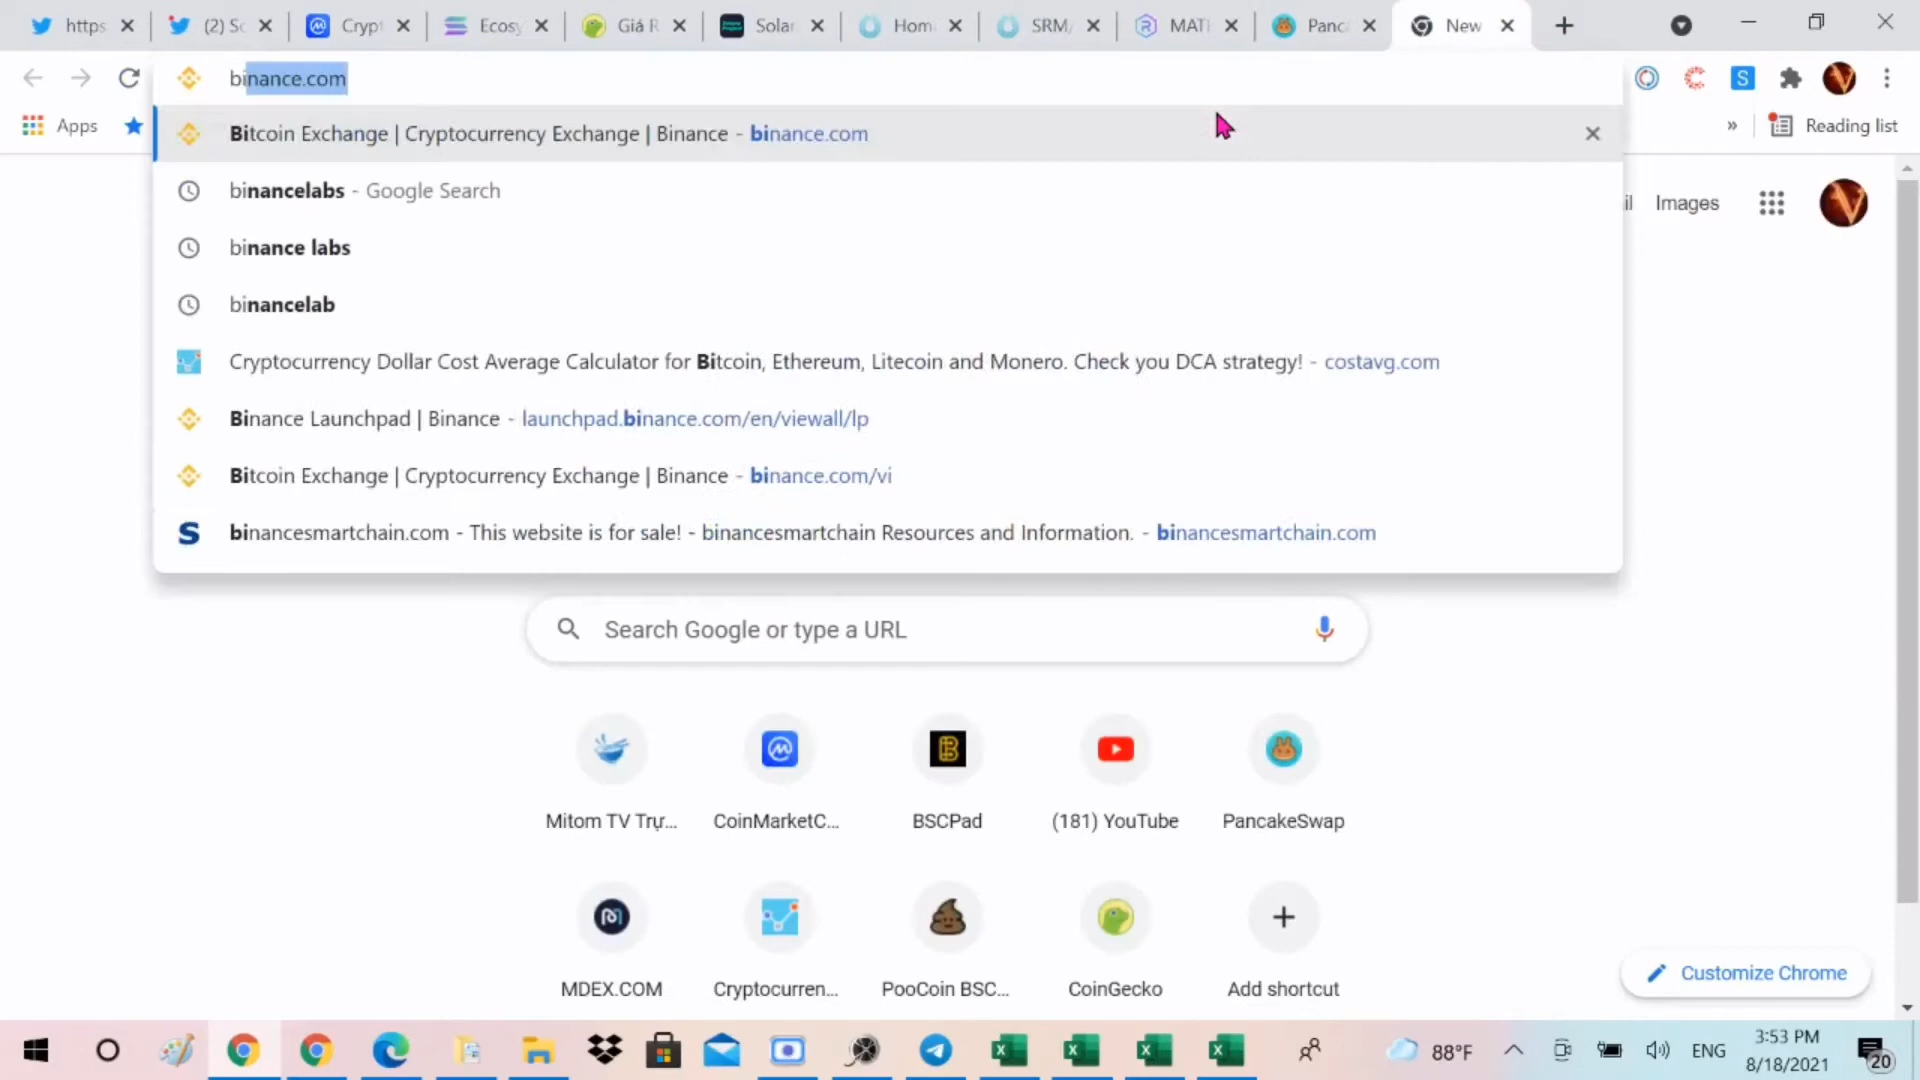 https
(2) Sc
Crypt
Ecosy
Giá R
Solar
Hom
SRM/
MATI
Panca
New
binance.com
Bitcoin Exchange | Cryptocurrency Exchange | Binance - binance.com
Apps
Reading list
binancelabs - Google Search
il Images
binance labs
binancelab
Cryptocurrency Dollar Cost Average Calculator for Bitcoin, Ethereum, Litecoin and Monero. Check you DCA strategy! - costavg.com
Binance Launchpad | Binance - launchpad.binance.com/en/viewall/lp
Bitcoin Exchange | Cryptocurrency Exchange | Binance - binance.com/vi
binancesmartchain.com - This website is for sale! - binancesmartchain Resources and Information. - binancesmartchain.com
Search Google or type a URL
Mitom TV Trự...
CoinMarketC...
BSCPad
(181) YouTube
PancakeSwap
MDEX.COM
Cryptocurren...
PooCoin BSC...
CoinGecko
Add shortcut
Customize Chrome
88°F
ENG
3:53 PM
8/18/2021
20